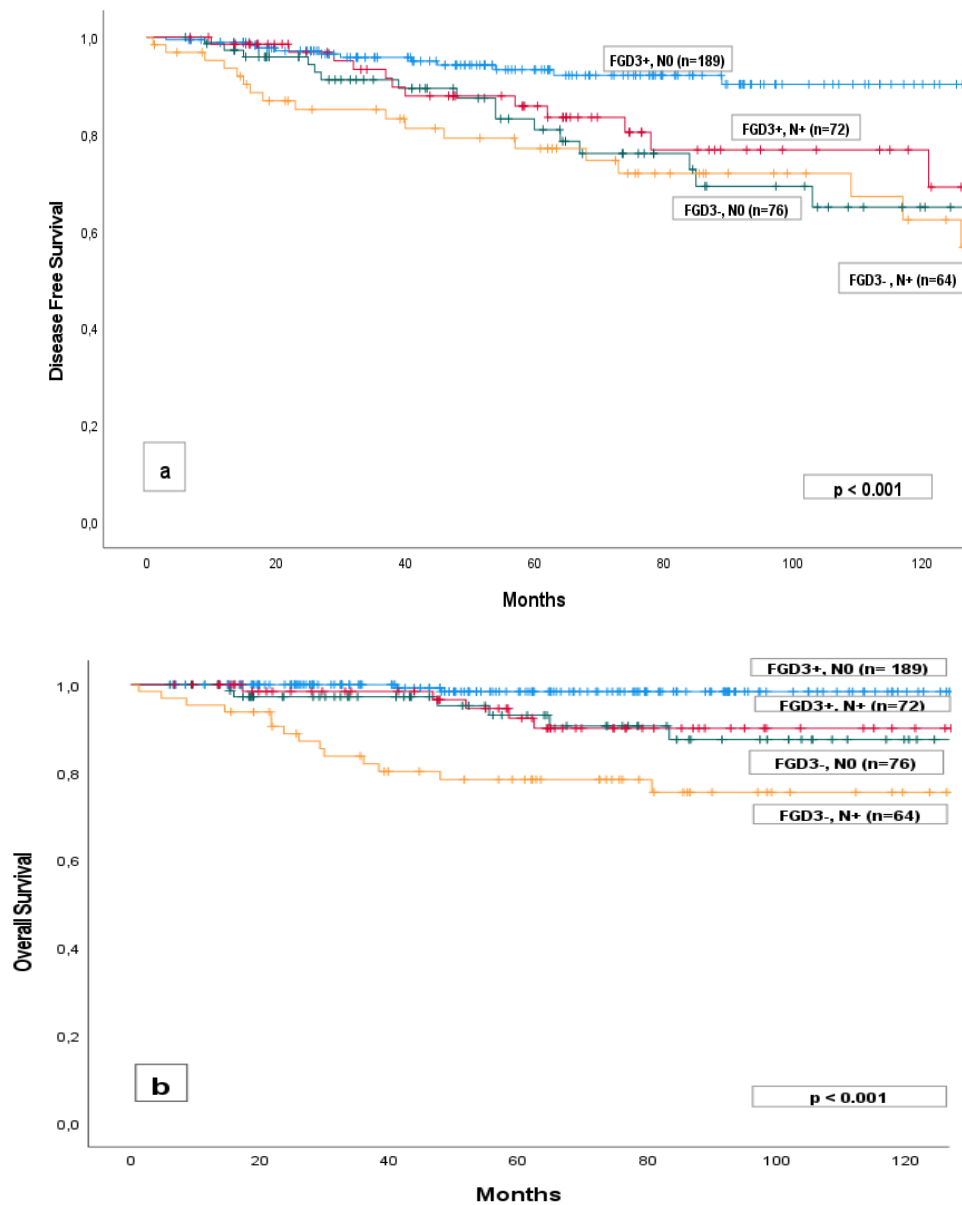 1,0
FGD3+, N0 (n=189)
0,8
FGD3+, N+ (n=72)
FGD3-, N0 (n=76)
0,6
FGD3- , N+ (n=64)
Disease Free Survival
0,4
0,2
a
p < 0.001
0,0
0 20 40 60 80 100 120
Months
FGD3+, N0 (n= 189)
1,0
FGD3+, N+ (n=72)
FGD3-, N0 (n=76)
0,8
FGD3-, N+ (n=64)
0,6
Overall Survival
0,4
0,2
b
p < 0.001
0,0
0 20 40 60 80 100 120
Months